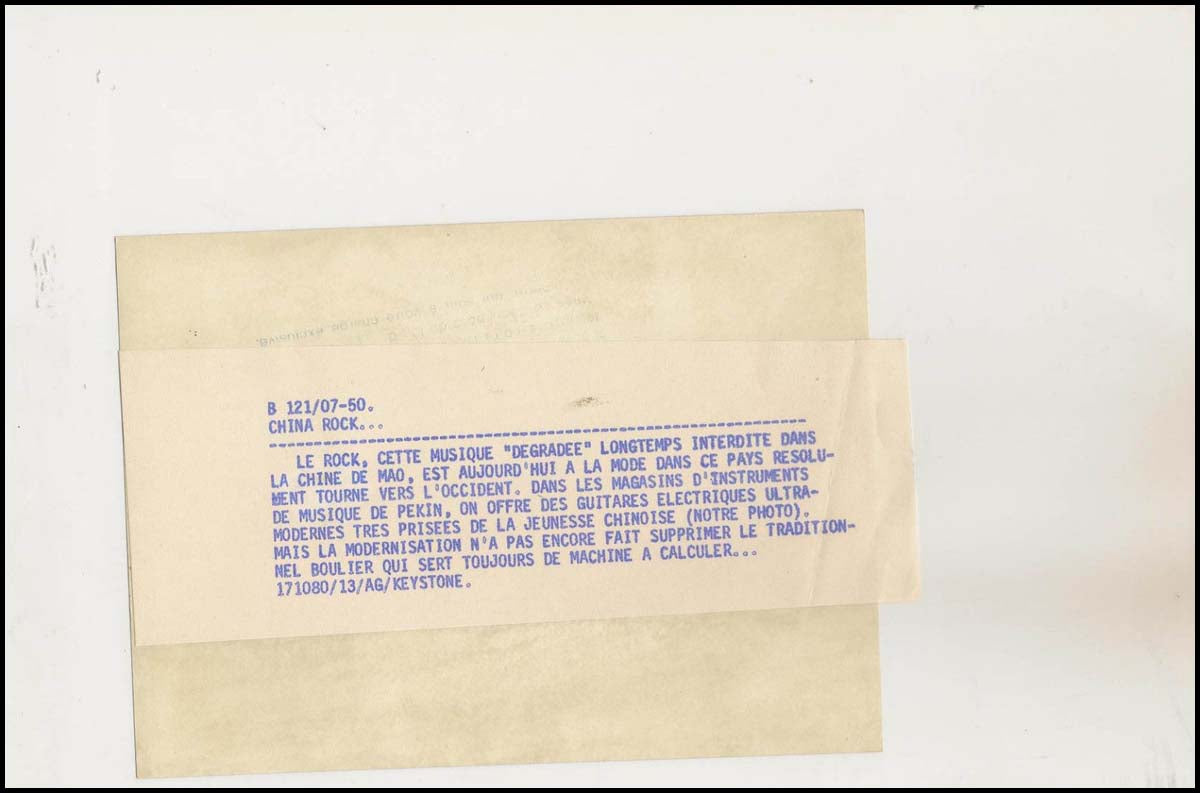 B 121/07-50.
CHINA ROCK...
LE ROCK, CETTE MUSIQUE "DEGRADEE" LONGTEMPS INTERDITE DANS
LA CHINE DE MAO, EST AUJOURD'HUI A LA MODE DANS CE PAYS RESOLU-
MENT TOURNE VERS L'OCCIDENT. DANS LES MAGASINS D'INSTRUMENTS
DE MUSIQUE DE PEKIN, ON OFFRE DES GUITARES ELECTRIQUES ULTRA-
MODERNES TRES PRISEES DE LA JEUNESSE CHINOISE (NOTRE PHOTO).
MAIS LA MODERNISATION N'A PAS ENCORE FAIT SUPPRIMER LE TRADITION-
NEL BOULIER QUI SERT TOUJOURS DE MACHINE A CALCULER...
171080/13/AG/KEYSTONE.